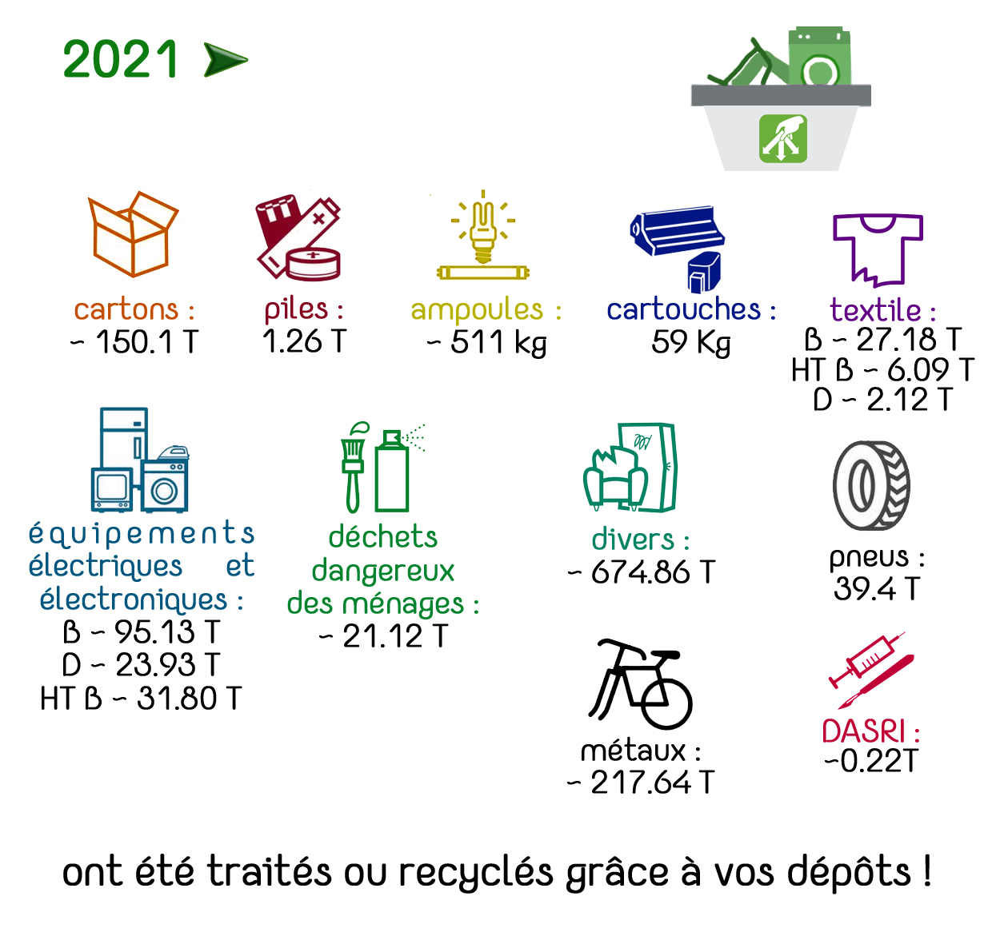 2021
cartons :
~ 150.1 T
piles :
1.26 T
ampoules :
~ 511 kg
cartouches :
59 Kg
textile :
B ~ 27.18 T
HT B ~ 6.09 T
D ~ 2.12 T
équipements
électriques et
électroniques :
B ~ 95.13 T
D ~ 23.93 T
HT B ~ 31.80 T
déchets
dangereux
des ménages :
~ 21.12 T
divers :
~ 674.86 T
pneus :
39.4 T
métaux :
~ 217.64 T
DASRI :
~0.22T
ont été traités ou recyclés grâce à vos dépôts !